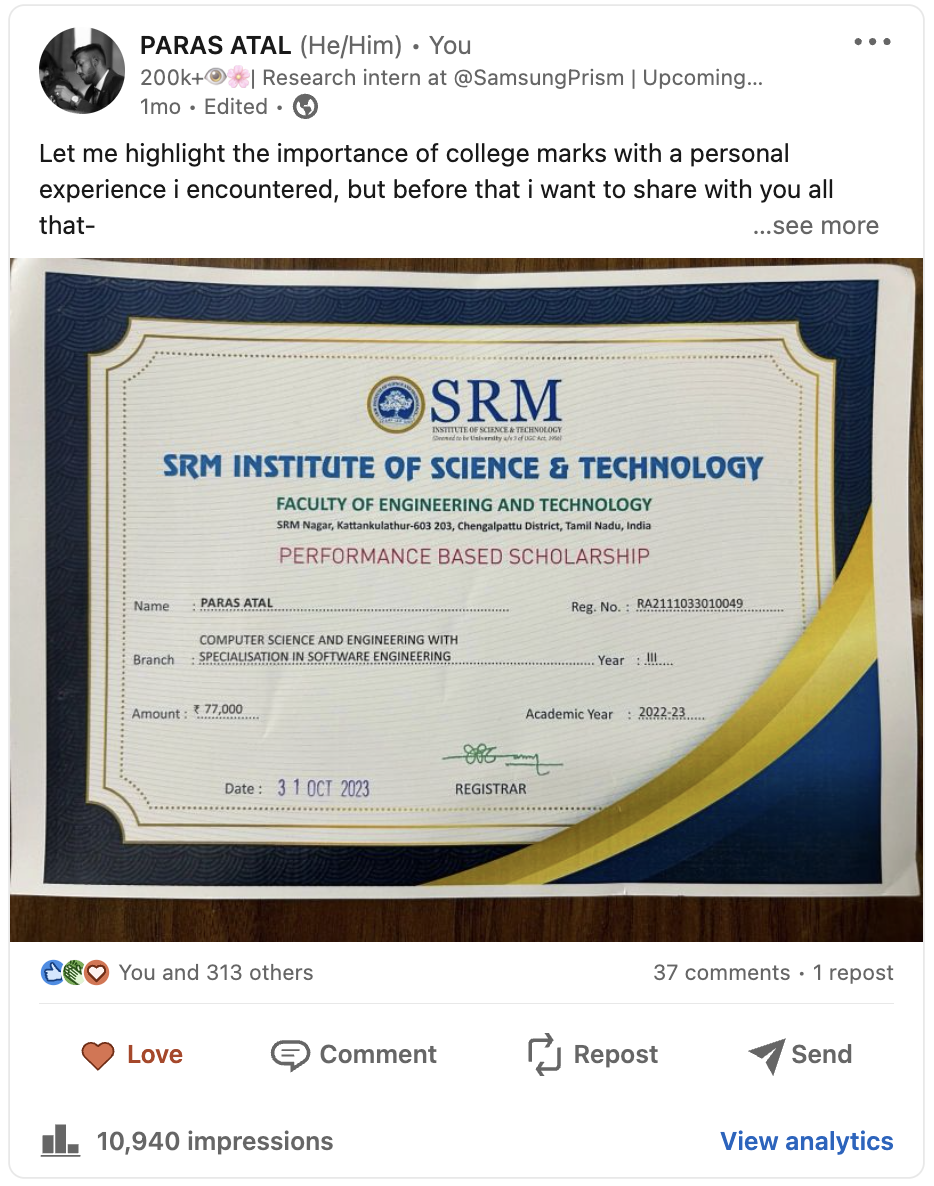 PARAS ATAL (He/Him) • You
200k+👁️🌸| Research intern at @SamsungPrism | Upcoming...
1mo • Edited •
Let me highlight the importance of college marks with a personal
experience i encountered, but before that i want to share with you all
that-
...see more
SRM
INSTITUTE OF SCIENCE & TECHNOLOGY
(Deemed to be University u/s 3 of UGC Act, 1956)
SRM INSTITUTE OF SCIENCE & TECHNOLOGY
FACULTY OF ENGINEERING AND TECHNOLOGY
SRM Nagar, Kattankulathur-603 203, Chengalpattu District, Tamil Nadu, India
PERFORMANCE BASED SCHOLARSHIP
Name : PARAS ATAL Reg. No. : RA2111033010049
COMPUTER SCIENCE AND ENGINEERING WITH
Branch : SPECIALISATION IN SOFTWARE ENGINEERING Year : III
Amount : ₹ 77,000 Academic Year : 2022-23
Date : 31 OCT 2023 REGISTRAR
You and 313 others 37 comments • 1 repost
Love Comment Repost Send
10,940 impressions View analytics